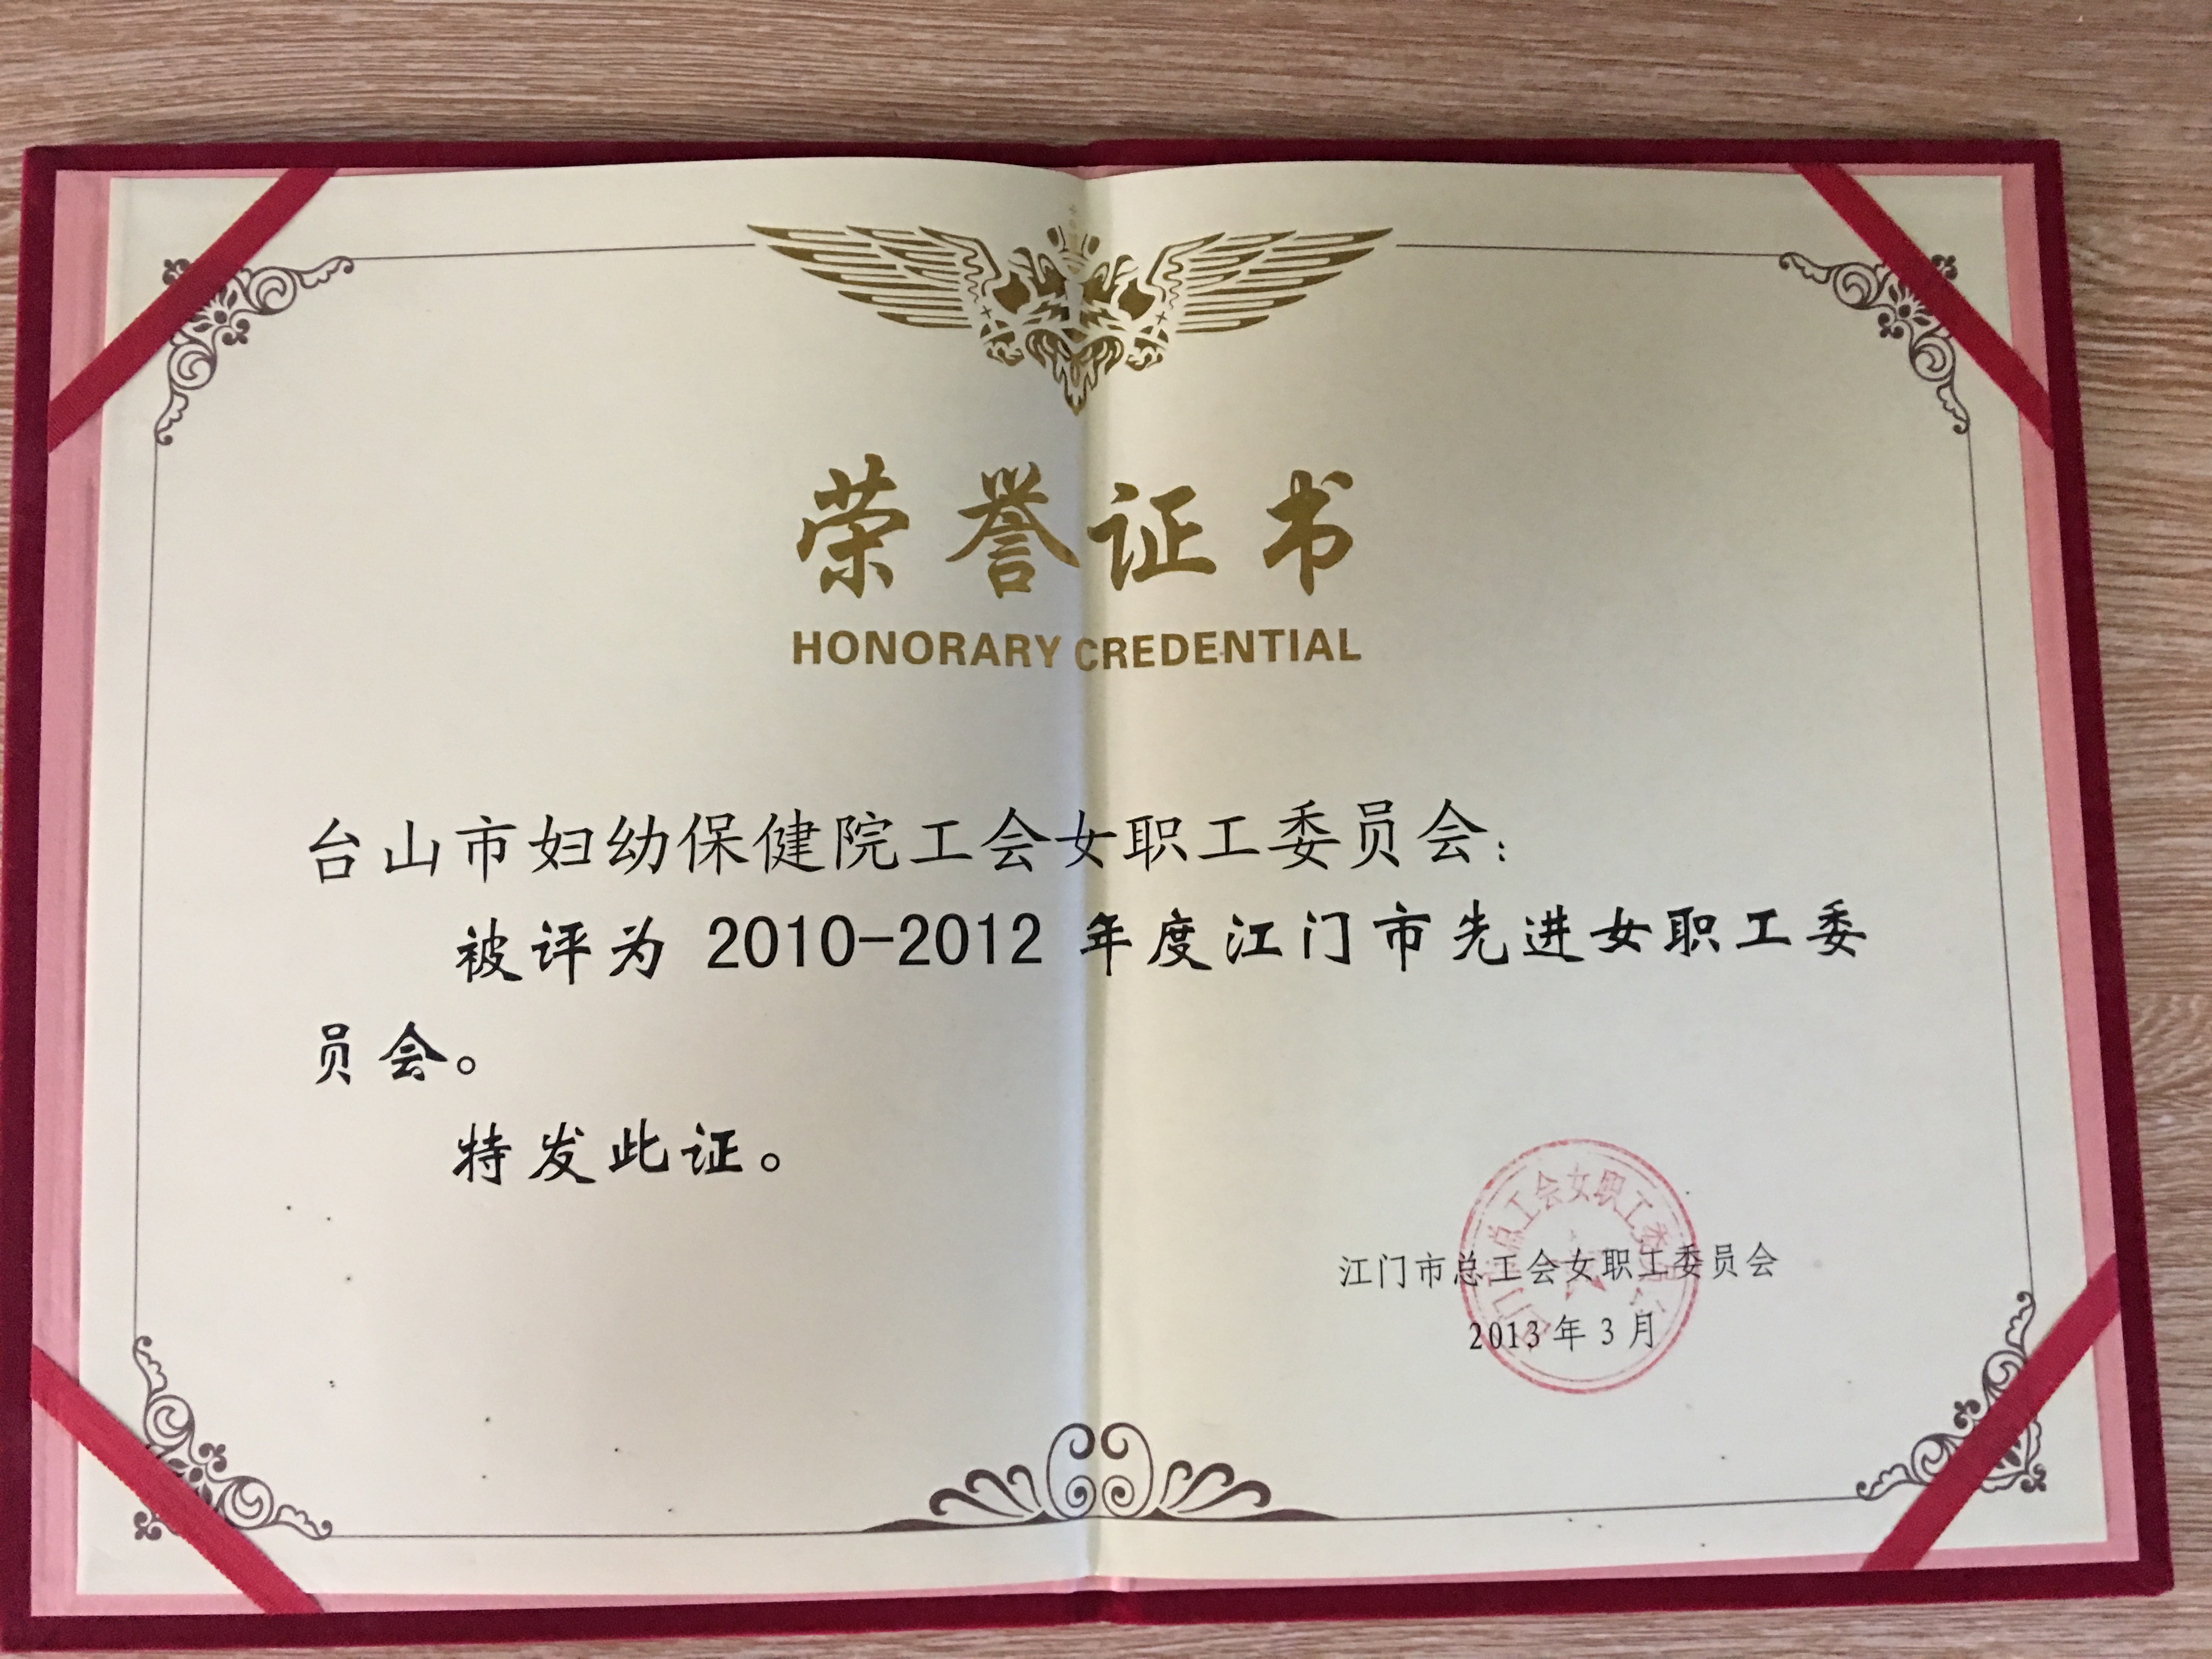 荣誉证书
HONORARY CREDENTIAL
台山市妇幼保健院工会女职工委员会：
被评为 2010-2012 年度江门市先进女职工委
员会。
特发此证。
江门市总工会女职工委员会
2013 年 3 月